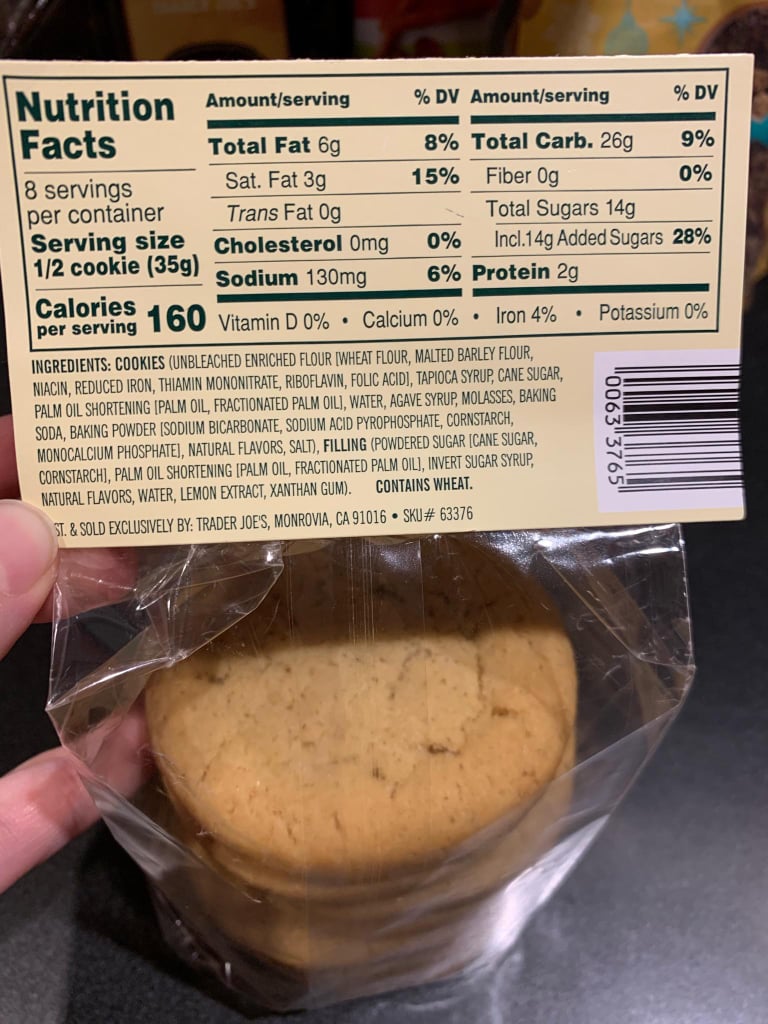 Nutrition
Facts
8 servings
per container
Serving size
1/2 cookie (35g)
Calories
per serving 160
Amount/serving % DV
Total Fat 6g 8%
Sat. Fat 3g 15%
Trans Fat 0g
Cholesterol 0mg 0%
Sodium 130mg 6%
Amount/serving % DV
Total Carb. 26g 9%
Fiber 0g 0%
Total Sugars 14g
Incl.14g Added Sugars 28%
Protein 2g
Vitamin D 0% • Calcium 0% • Iron 4% • Potassium 0%
INGREDIENTS: COOKIES (UNBLEACHED ENRICHED FLOUR [WHEAT FLOUR, MALTED BARLEY FLOUR,
NIACIN, REDUCED IRON, THIAMIN MONONITRATE, RIBOFLAVIN, FOLIC ACID], TAPIOCA SYRUP, CANE SUGAR,
PALM OIL SHORTENING [PALM OIL, FRACTIONATED PALM OIL], WATER, AGAVE SYRUP, MOLASSES, BAKING
SODA, BAKING POWDER [SODIUM BICARBONATE, SODIUM ACID PYROPHOSPHATE, CORNSTARCH,
MONOCALCIUM PHOSPHATE], NATURAL FLAVORS, SALT), FILLING (POWDERED SUGAR [CANE SUGAR,
CORNSTARCH], PALM OIL SHORTENING [PALM OIL, FRACTIONATED PALM OIL], INVERT SUGAR SYRUP,
NATURAL FLAVORS, WATER, LEMON EXTRACT, XANTHAN GUM). CONTAINS WHEAT.
ST. & SOLD EXCLUSIVELY BY: TRADER JOE'S, MONROVIA, CA 91016 • SKU# 63376
0063 3765